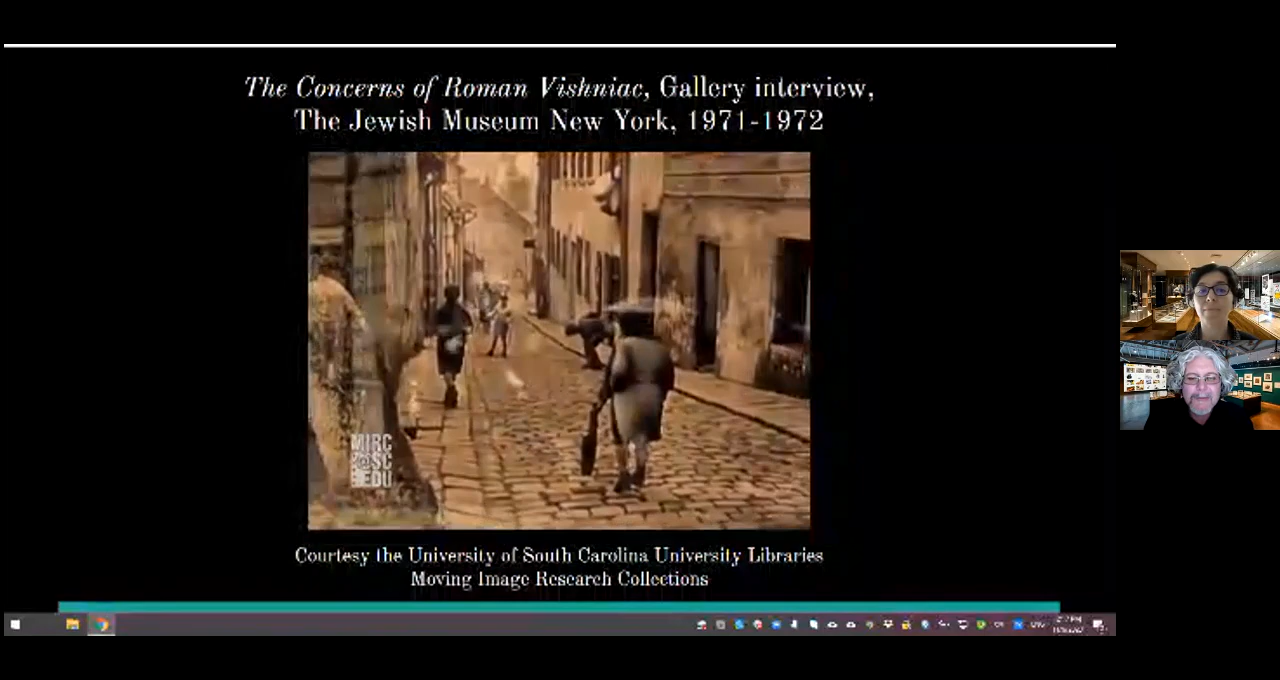 The Concerns of Roman Vishniac, Gallery interview,
The Jewish Museum New York, 1971-1972
MIRC
@SC
EDU
Courtesy the University of South Carolina University Libraries
Moving Image Research Collections